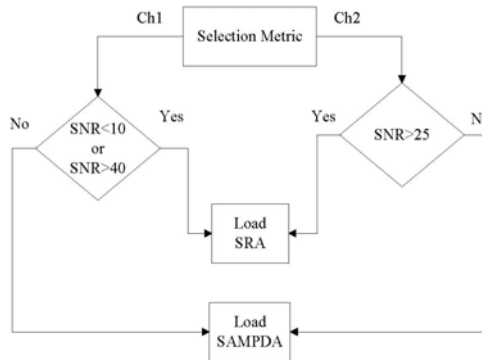 Ch1
Selection Metric
Ch2
No
SNR<10
or
SNR>40
Yes
Yes
SNR>25
Load
SRA
Load
SAMPDA